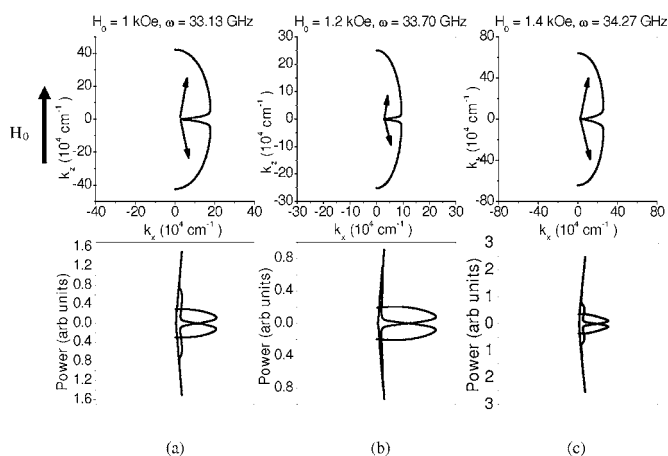 H₀ = 1 kOe, ω = 33.13 GHz
H₀ = 1.2 kOe, ω = 33.70 GHz
H₀ = 1.4 kOe, ω = 34.27 GHz
H₀
k_z (10⁴ cm⁻¹)
40
20
0
-20
-40
-40 -20 0 20 40
k_x (10⁴ cm⁻¹)
k_z (10⁴ cm⁻¹)
30
20
10
0
-10
-20
-30
-30 -20 -10 0 10 20 30
k_x (10⁴ cm⁻¹)
(10⁴ cm⁻¹)
80
40
0
-40
-80
-80 -40 0 40 80
k_x (10⁴ cm⁻¹)
Power (arb units)
1.6
1.2
0.8
0.4
0.0
0.4
0.8
1.2
1.6
Power (arb units)
0.8
0.4
0.0
0.4
0.8
Power (arb units)
3
2
1
0
1
2
3
(a)
(b)
(c)